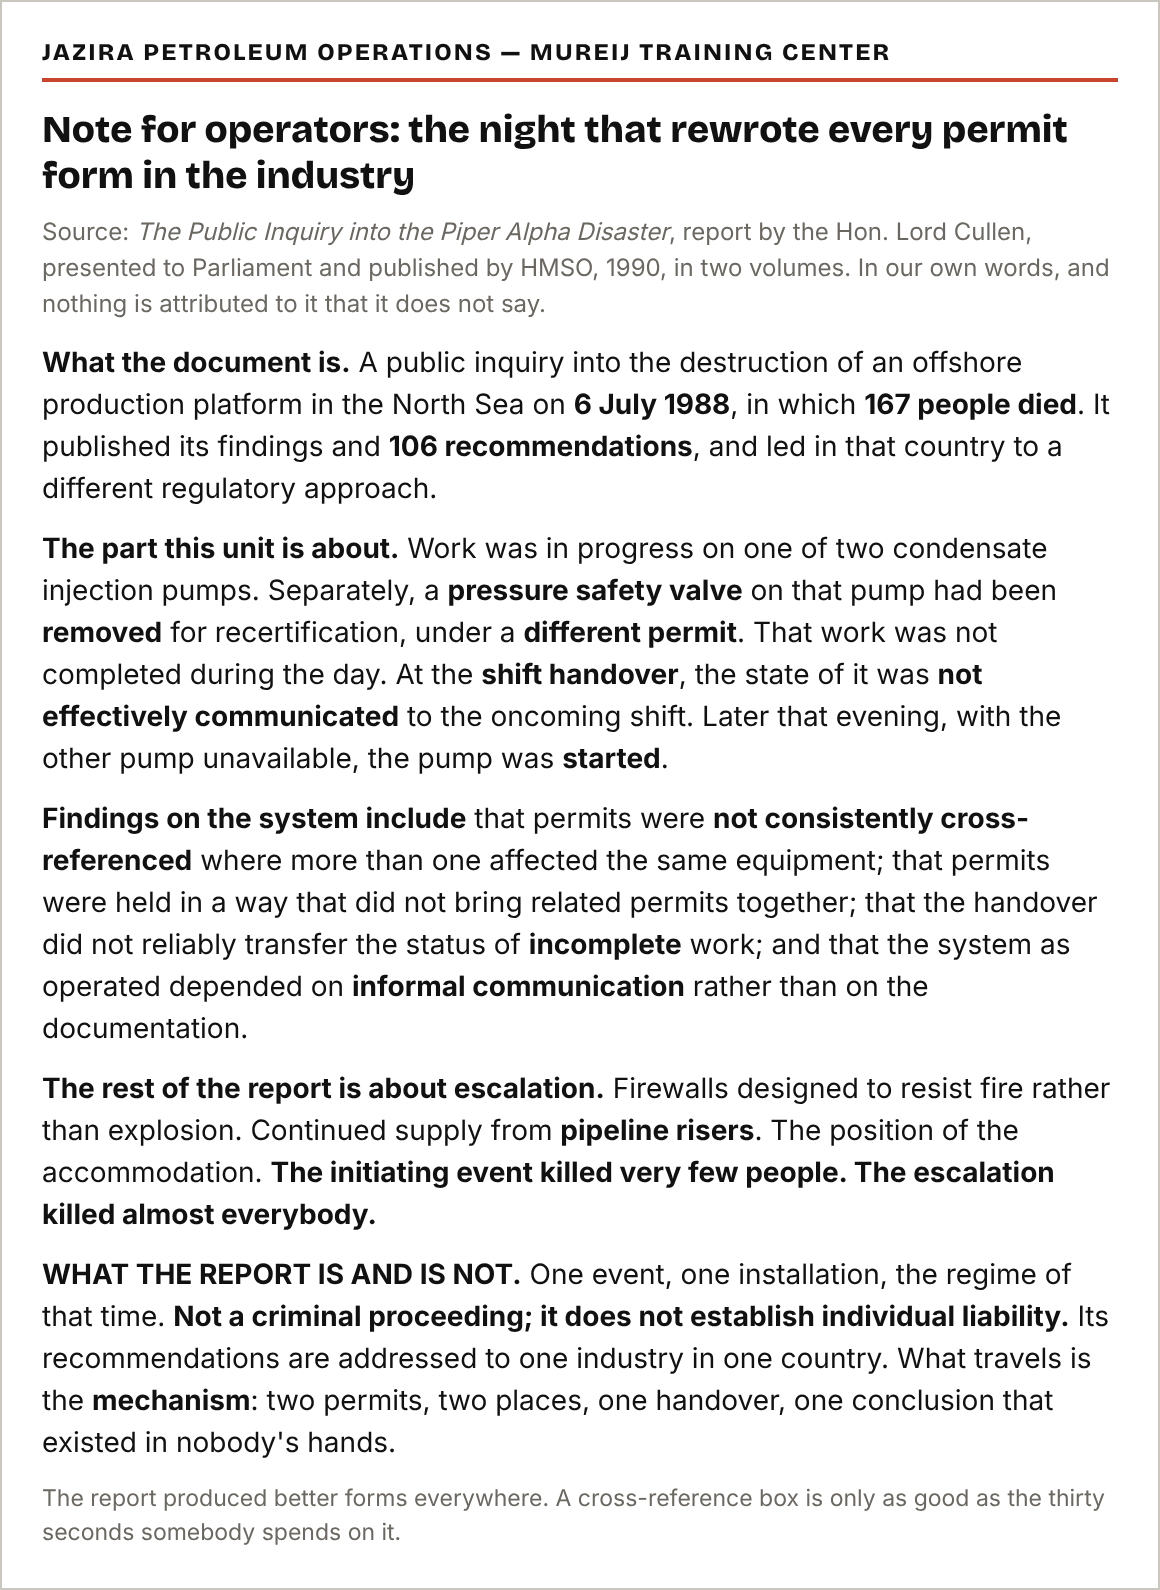 JAZIRA PETROLEUM OPERATIONS — MUREIJ TRAINING CENTER
Note for operators: the night that rewrote every permit
form in the industry
Source: The Public Inquiry into the Piper Alpha Disaster, report by the Hon. Lord Cullen,
presented to Parliament and published by HMSO, 1990, in two volumes. In our own words, and
nothing is attributed to it that it does not say.
What the document is. A public inquiry into the destruction of an offshore
production platform in the North Sea on 6 July 1988, in which 167 people died. It
published its findings and 106 recommendations, and led in that country to a
different regulatory approach.
The part this unit is about. Work was in progress on one of two condensate
injection pumps. Separately, a pressure safety valve on that pump had been
removed for recertification, under a different permit. That work was not
completed during the day. At the shift handover, the state of it was not
effectively communicated to the oncoming shift. Later that evening, with the
other pump unavailable, the pump was started.
Findings on the system include that permits were not consistently cross-
referenced where more than one affected the same equipment; that permits
were held in a way that did not bring related permits together; that the handover
did not reliably transfer the status of incomplete work; and that the system as
operated depended on informal communication rather than on the
documentation.
The rest of the report is about escalation. Firewalls designed to resist fire rather
than explosion. Continued supply from pipeline risers. The position of the
accommodation. The initiating event killed very few people. The escalation
killed almost everybody.
WHAT THE REPORT IS AND IS NOT. One event, one installation, the regime of
that time. Not a criminal proceeding; it does not establish individual liability. Its
recommendations are addressed to one industry in one country. What travels is
the mechanism: two permits, two places, one handover, one conclusion that
existed in nobody's hands.
The report produced better forms everywhere. A cross-reference box is only as good as the thirty
seconds somebody spends on it.